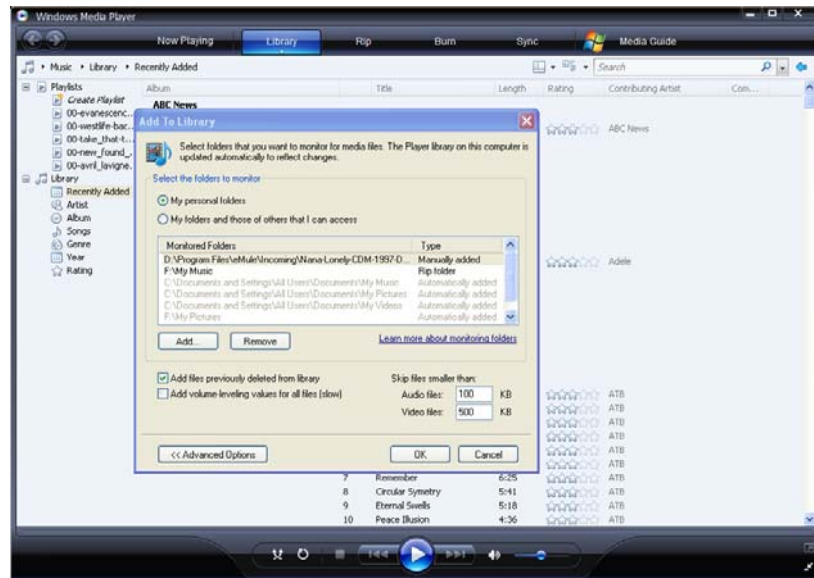 Windows Media Player
Now Playing Library Rip Burn Sync Media Guide
Music Library Recently Added Search
Playlists Album Title Length Rating Contributing Artist Com...
Create Playlist ABC News
00-evanescenc...
00-westlife-bac...
00-take_that-t...
00-new_found_...
00-avril_lavigne...
Library
Recently Added
Artist
Album
Songs
Genre
Year
Rating
Add To Library
Select folders that you want to monitor for media files. The Player library on this computer is
updated automatically to reflect changes.
Select the folders to monitor
My personal folders
My folders and those of others that I can access
Monitored Folders Type
D:\Program Files\eMule\Incoming\Nana-Lonely-CDM-1997-D... Manually added
F:\My Music Rip folder
C:\Documents and Settings\All Users\Documents\My Music Automatically added
C:\Documents and Settings\All Users\Documents\My Pictures Automatically added
C:\Documents and Settings\All Users\Documents\My Videos Automatically added
F:\My Pictures Automatically added
Add... Remove Learn more about monitoring folders
Add files previously deleted from library Skip files smaller than:
Add volume-leveling values for all files (slow) Audio files: 100 KB
Video files: 500 KB
<< Advanced Options OK Cancel
ABC News
Adele
ATB
ATB
ATB
ATB
ATB
ATB
7 Remember 6:25 ATB
8 Circular Symetry 5:41 ATB
9 Eternal Swells 5:18 ATB
10 Peace Illusion 4:36 ATB